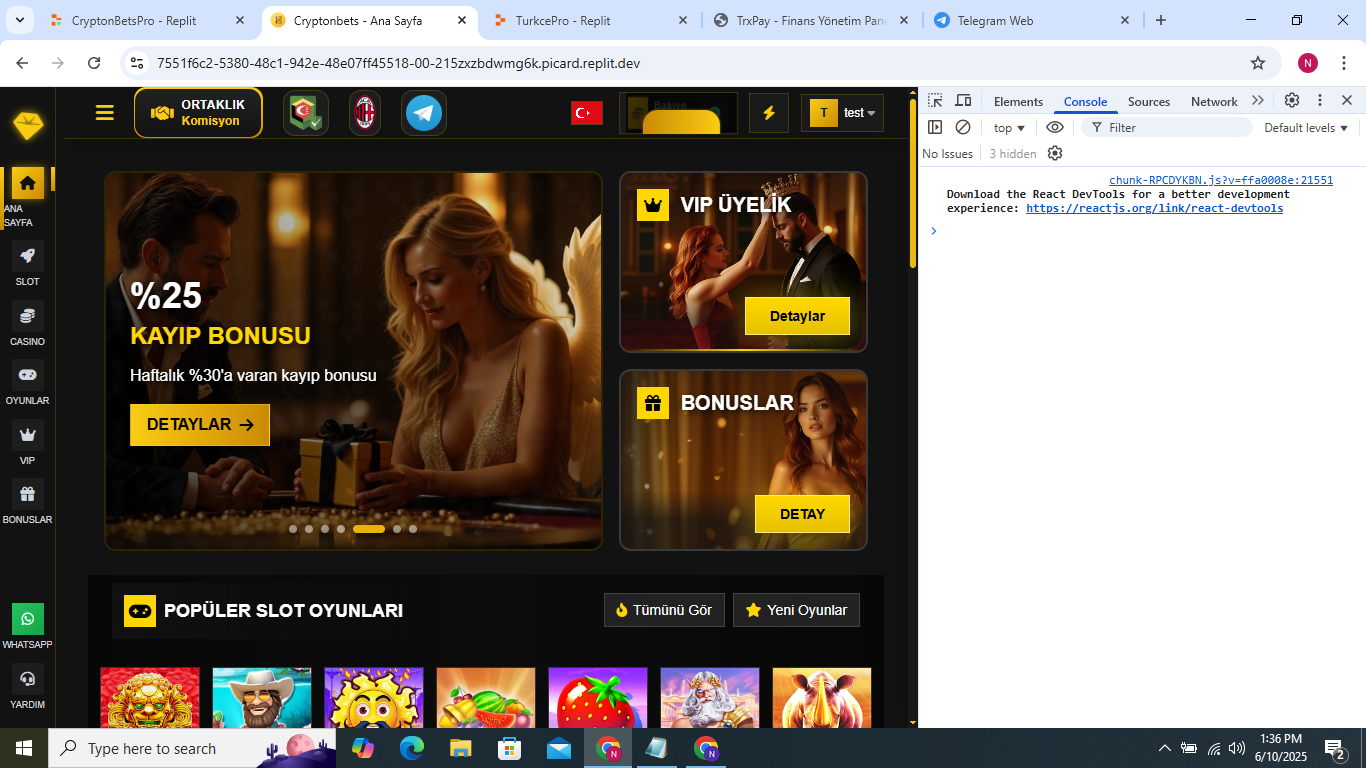 CryptonBetsPro - Replit
Cryptonbets - Ana Sayfa
TurkcePro - Replit
TrxPay - Finans Yönetim Pane
Telegram Web
7551f6c2-5380-48c1-942e-48e07ff45518-00-215zxzbdwmg6k.picard.replit.dev
N
ORTAKLIK
Komisyon
Bakiye
T
test
ANA
SAYFA
SLOT
CASINO
OYUNLAR
VIP
BONUSLAR
WHATSAPP
YARDIM
%25
KAYIP BONUSU
Haftalık %30'a varan kayıp bonusu
DETAYLAR
VIP ÜYELİK
Detaylar
BONUSLAR
DETAY
POPÜLER SLOT OYUNLARI
Tümünü Gör
Yeni Oyunlar
Elements
Console
Sources
Network
top
Filter
Default levels
No Issues
3 hidden
chunk-RPCDYKBN.js?v=ffa0008e:21551
Download the React DevTools for a better development
experience: https://reactjs.org/link/react-devtools
Type here to search
N
N
1:36 PM
6/10/2025
2